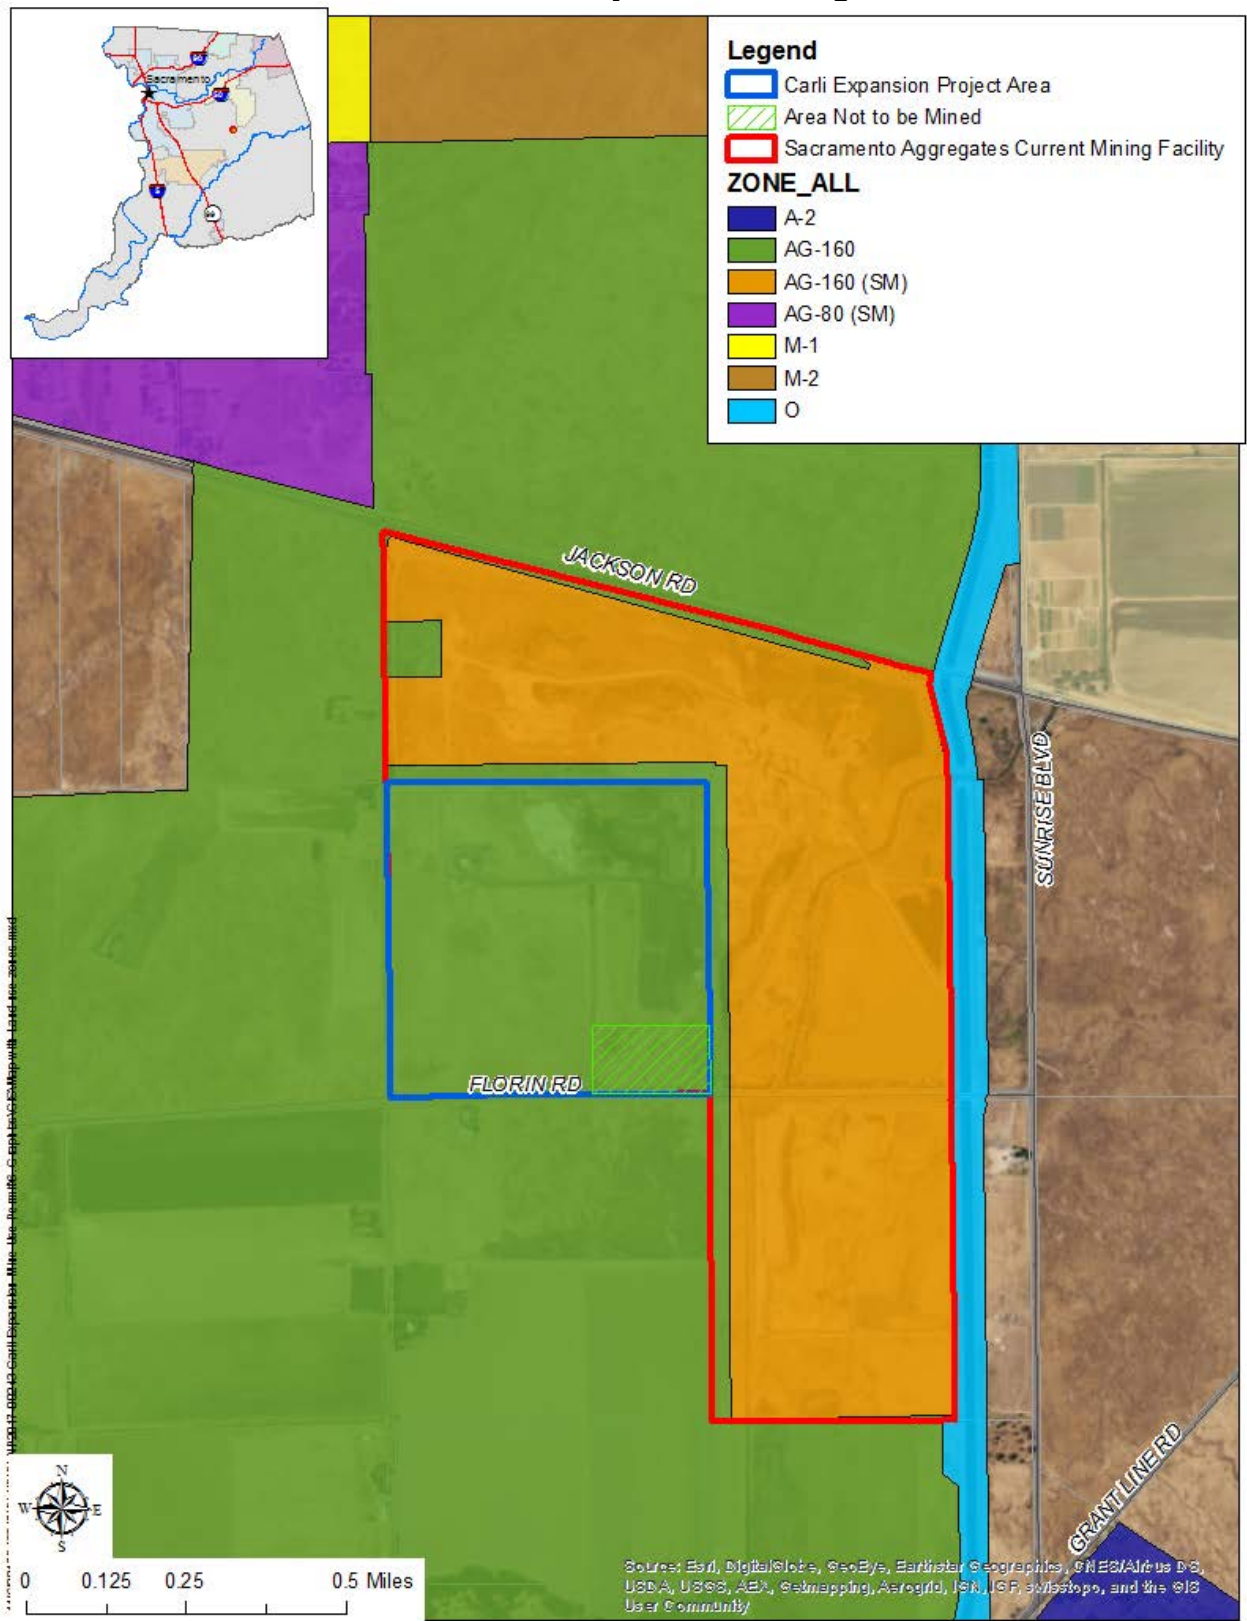 Sacramento
Legend
Carli Expansion Project Area
Area Not to be Mined
Sacramento Aggregates Current Mining Facility
ZONE_ALL
A-2
AG-160
AG-160 (SM)
AG-80 (SM)
M-1
M-2
O
JACKSON RD
SUNRISE BLVD
FLORIN RD
GRANT LINE RD
N
W E
S
0 0.125 0.25 0.5 Miles
Source: Esri, DigitalGlobe, GeoEye, Earthstar Geographics, CNES/Airbus DS,
USDA, USGS, AEX, Getmapping, Aerogrid, IGN, IGP, swisstopo, and the GIS
User Community